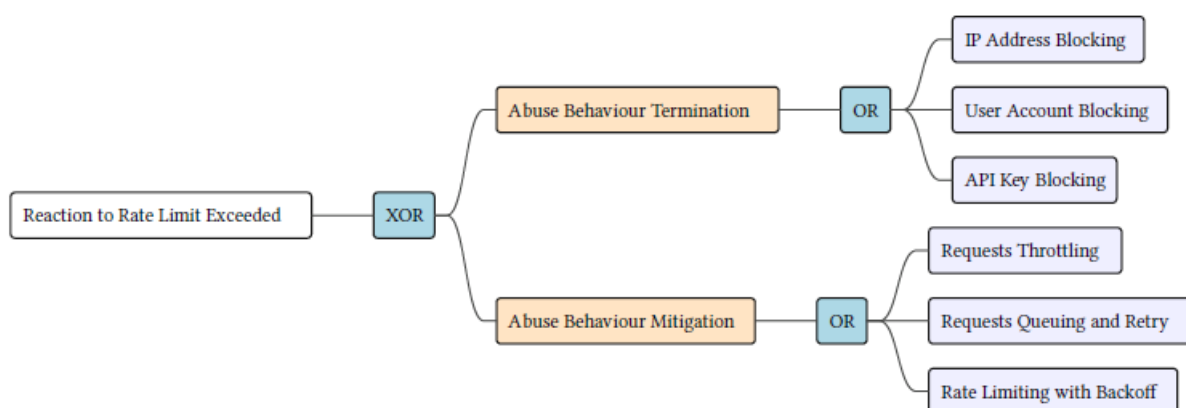 IP Address Blocking
Abuse Behaviour Termination
OR
User Account Blocking
API Key Blocking
Reaction to Rate Limit Exceeded
XOR
Requests Throttling
Abuse Behaviour Mitigation
OR
Requests Queuing and Retry
Rate Limiting with Backoff